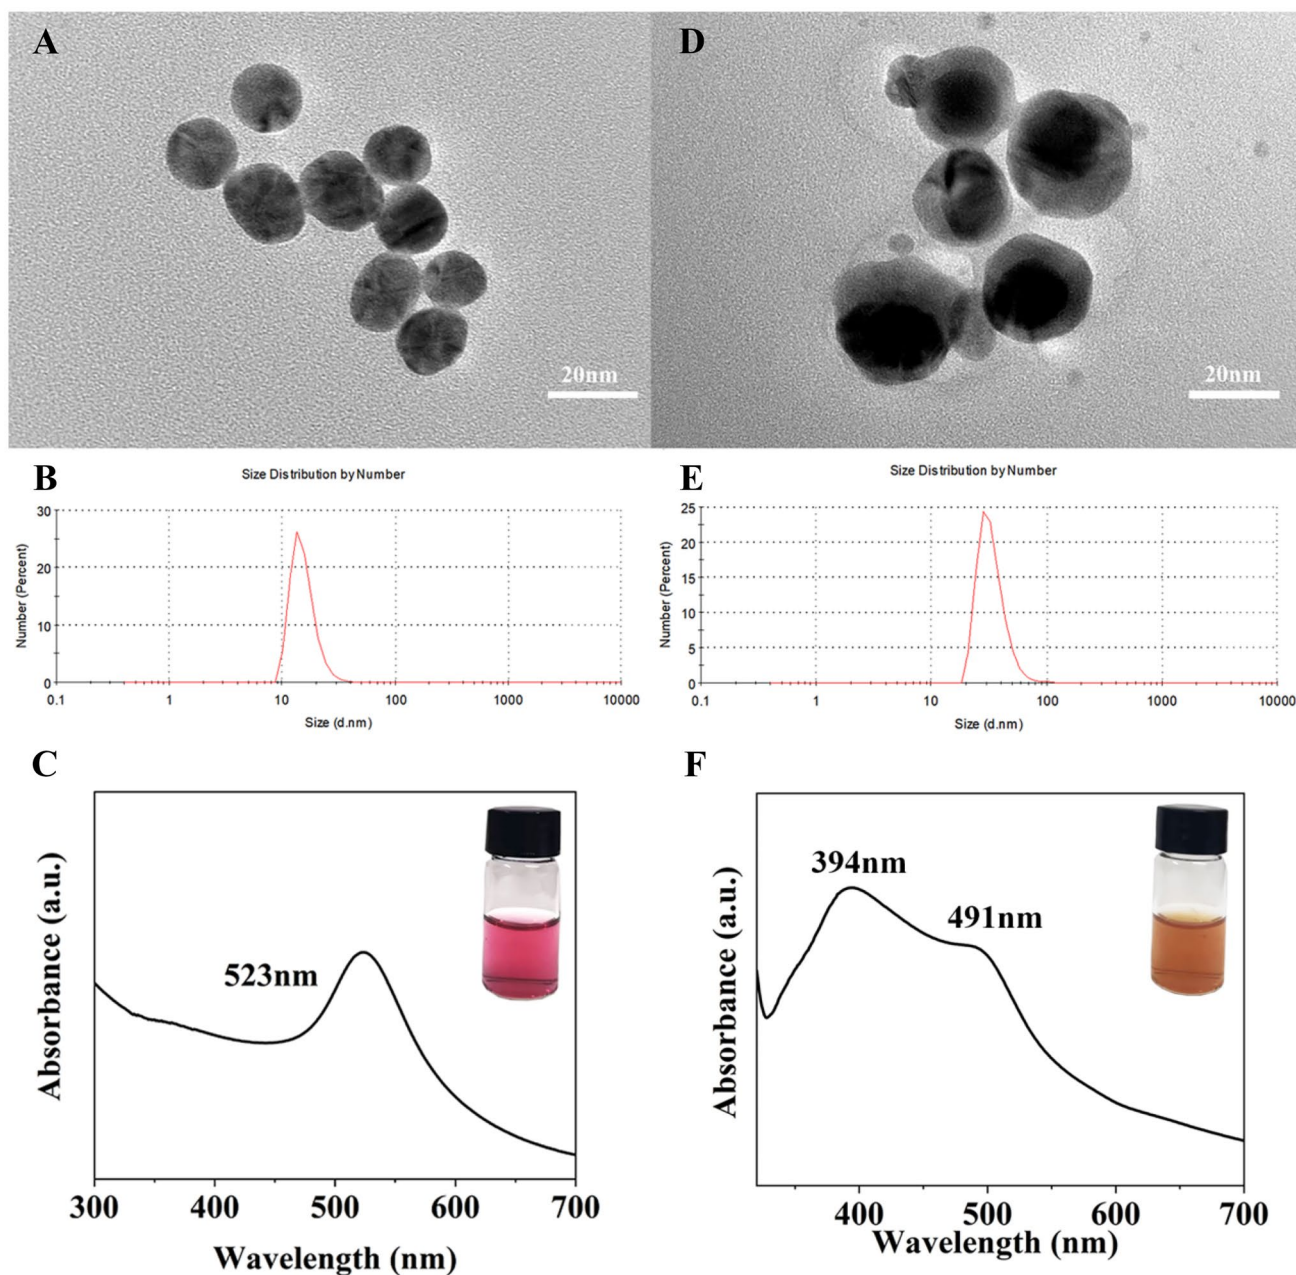 A
D
20nm
20nm
B
E
Size Distribution by Number
Size Distribution by Number
Number (Percent)
30
20
10
0
0.1
1
10
100
1000
10000
Size (d.nm)
Number (Percent)
25
20
15
10
5
0
0.1
1
10
100
1000
10000
Size (d.nm)
C
F
Absorbance (a.u.)
523nm
300
400
500
600
700
Wavelength (nm)
Absorbance (a.u.)
394nm
491nm
400
500
600
700
Wavelength (nm)